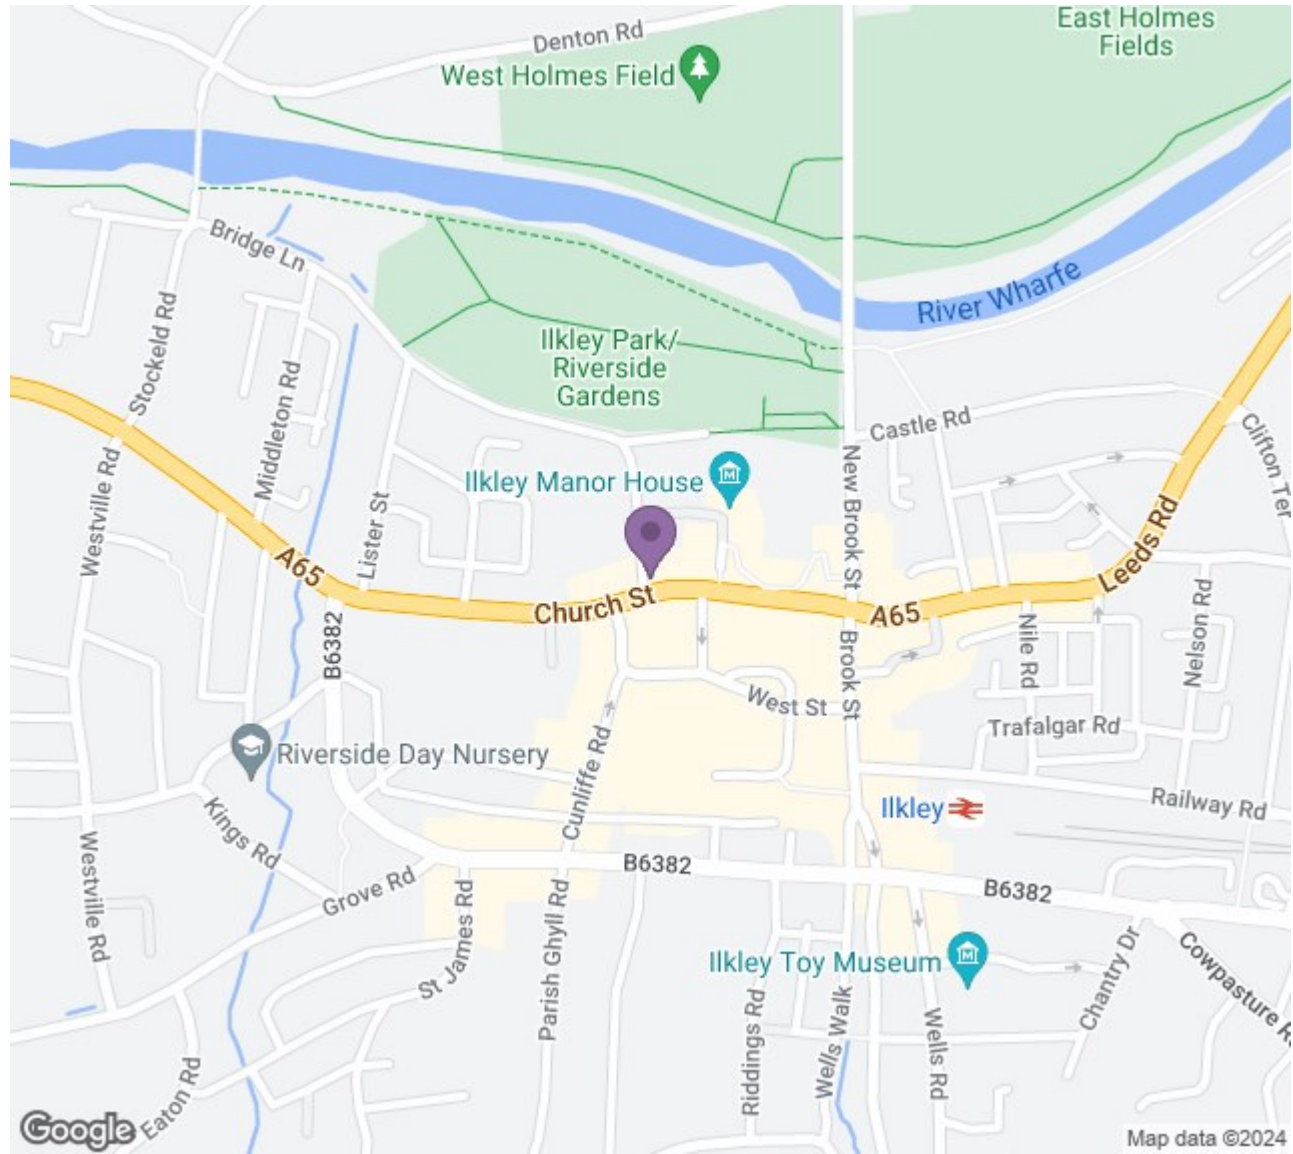 East Holmes
Fields
Denton Rd
West Holmes Field
Bridge Ln
River Wharfe
Ilkley Park/
Riverside
Gardens
Stockeld Rd
Middleton Rd
Castle Rd
Clifton Ter
New Brook St
Ilkley Manor House
Westville Rd
Lister St
Leeds Rd
A65
Church St
A65
Nelson Rd
Nile Rd
B6382
Brook St
West St
Trafalgar Rd
Riverside Day Nursery
Cunliffe Rd
Railway Rd
Ilkley
Kings Rd
B6382
B6382
Grove Rd
Westville Rd
St James Rd
Parish Ghyll Rd
Chantry Dr
Cowpasture R
Ilkley Toy Museum
Riddings Rd
Wells Walk
Wells Rd
Eaton Rd
Google
Map data ©2024